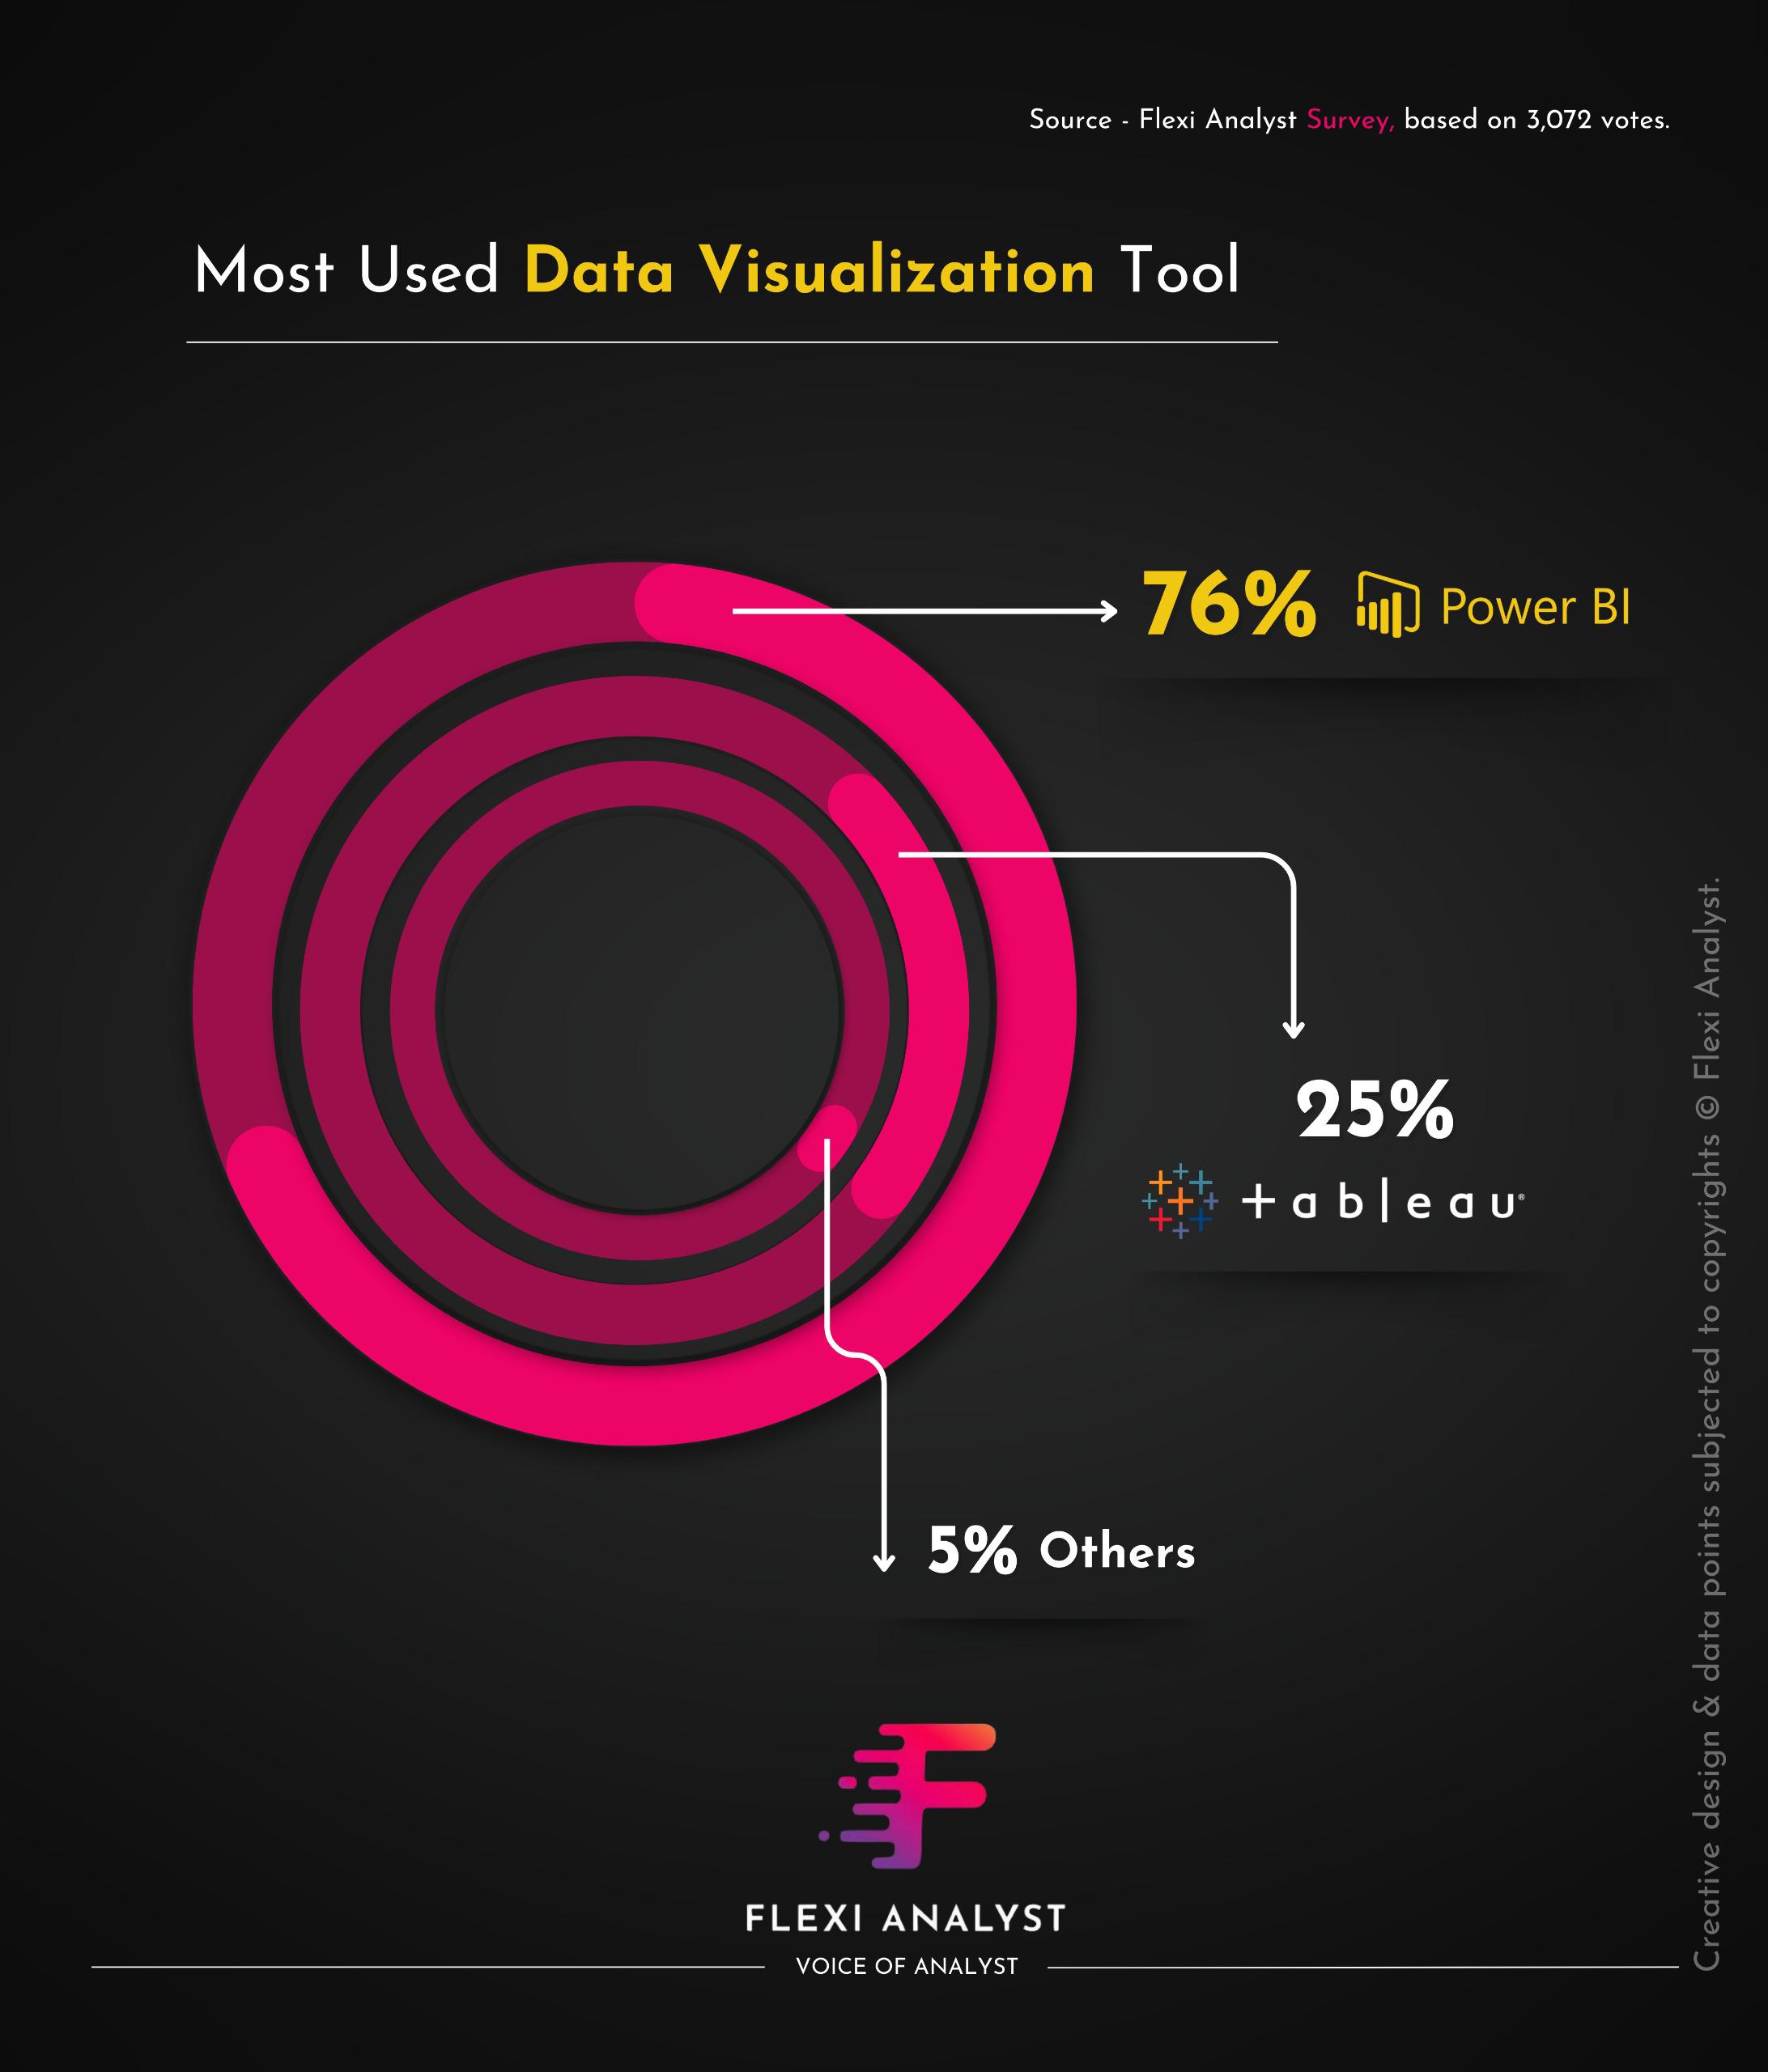 Source - Flexi Analyst Survey, based on 3,072 votes.
Most Used Data Visualization Tool
76% Power BI
25%
+ableau®
5% Others
FLEXI ANALYST
VOICE OF ANALYST
Creative design & data points subjected to copyrights © Flexi Analyst.